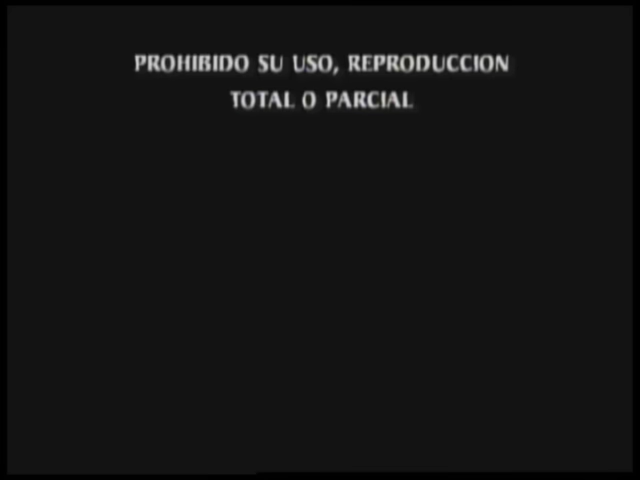 PROHIBIDO SU USO, REPRODUCCION
TOTAL O PARCIAL